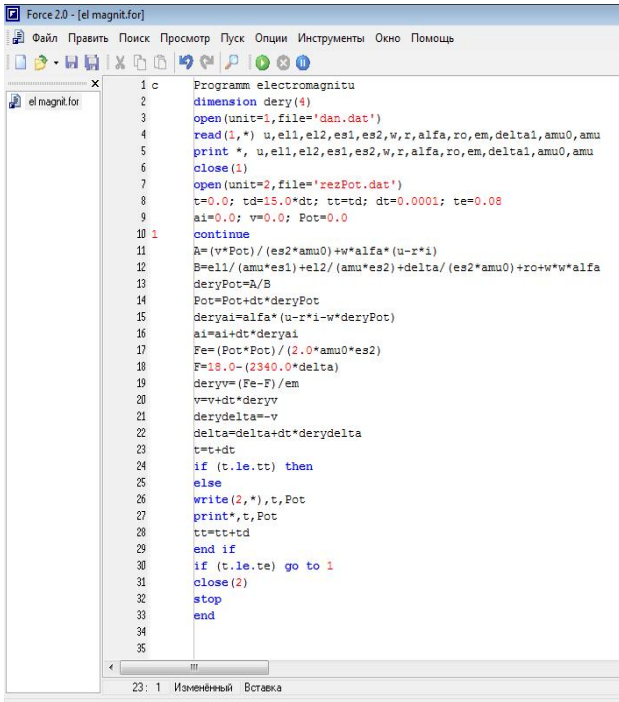 Force 2.0 - [el magnit.for]
Файл Править Поиск Просмотр Пуск Опции Инструменты Окно Помощь
el magnit.for
1 c Programm electromagnitu
2 dimension dery(4)
3 open(unit=1,file='dan.dat')
4 read(1,*) u,el1,el2,es1,es2,w,r,alfa,ro,em,delta1,amu0,amu
5 print *, u,el1,el2,es1,es2,w,r,alfa,ro,em,delta1,amu0,amu
6 close(1)
7 open(unit=2,file='rezPot.dat')
8 t=0.0; td=15.0*dt; tt=td; dt=0.0001; te=0.08
9 ai=0.0; v=0.0; Pot=0.0
10 1 continue
11 A=(v*Pot)/(es2*amu0)+w*alfa*(u-r*i)
12 B=el1/(amu*es1)+el2/(amu*es2)+delta/(es2*amu0)+ro+w*w*alfa
13 deryPot=A/B
14 Pot=Pot+dt*deryPot
15 deryai=alfa*(u-r*i-w*deryPot)
16 ai=ai+dt*deryai
17 Fe=(Pot*Pot)/(2.0*amu0*es2)
18 F=18.0-(2340.0*delta)
19 deryv=(Fe-F)/em
20 v=v+dt*deryv
21 derydelta=-v
22 delta=delta+dt*derydelta
23 t=t+dt
24 if (t.le.tt) then
25 else
26 write(2,*),t,Pot
27 print*,t,Pot
28 tt=tt+td
29 end if
30 if (t.le.te) go to 1
31 close(2)
32 stop
33 end
34
35
23: 1 Изменённый Вставка